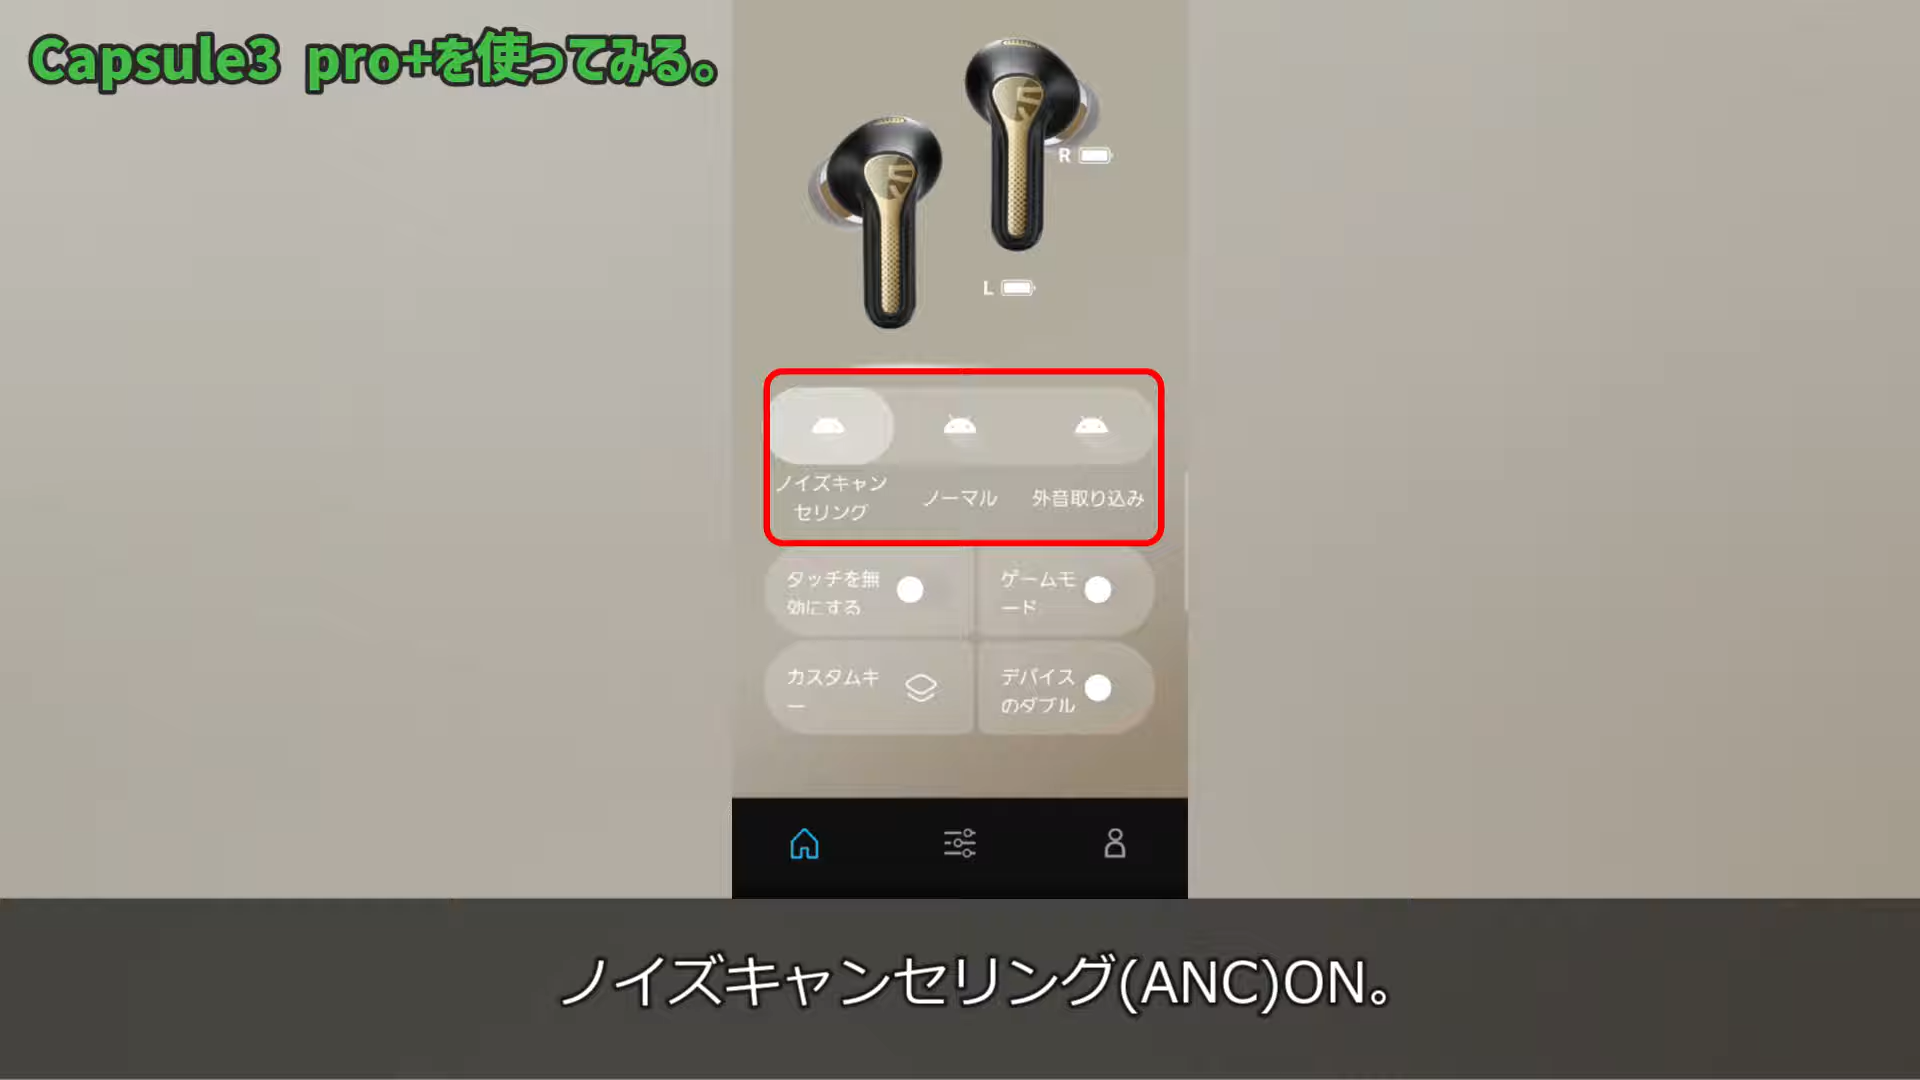 Capsule3 pro+を使ってみる。
R
L
ノイズキャン
セリング
ノーマル
外音取り込み
タッチを無
効にする
ゲームモ
ード
カスタムキ
ー
デバイス
のダブル
ノイズキャンセリング(ANC)ON。